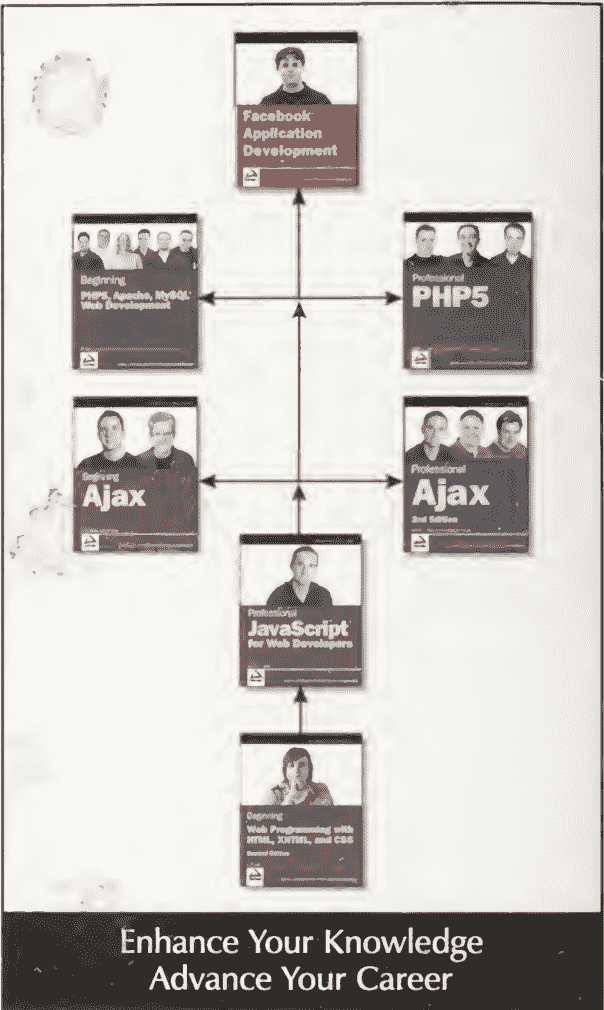 Facebook
Application
Development
Beginning
PHP5, Apache, MySQL
Web Development
Professional
PHP5
Beginning
Ajax
Professional
Ajax
2nd Edition
Professional
JavaScript
for Web Developers
Beginning
Web Programming with
HTML, XHTML, and CSS
Second Edition
Enhance Your Knowledge
Advance Your Career